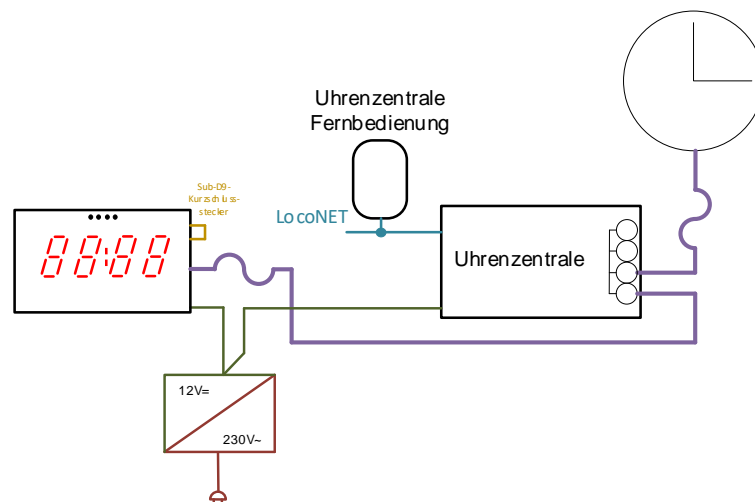 Uhrenzentrale
Fernbedienung
Sub-D9-
Kurzschluss-
stecker
LocoNET
88:88
Uhrenzentrale
12V=
230V~